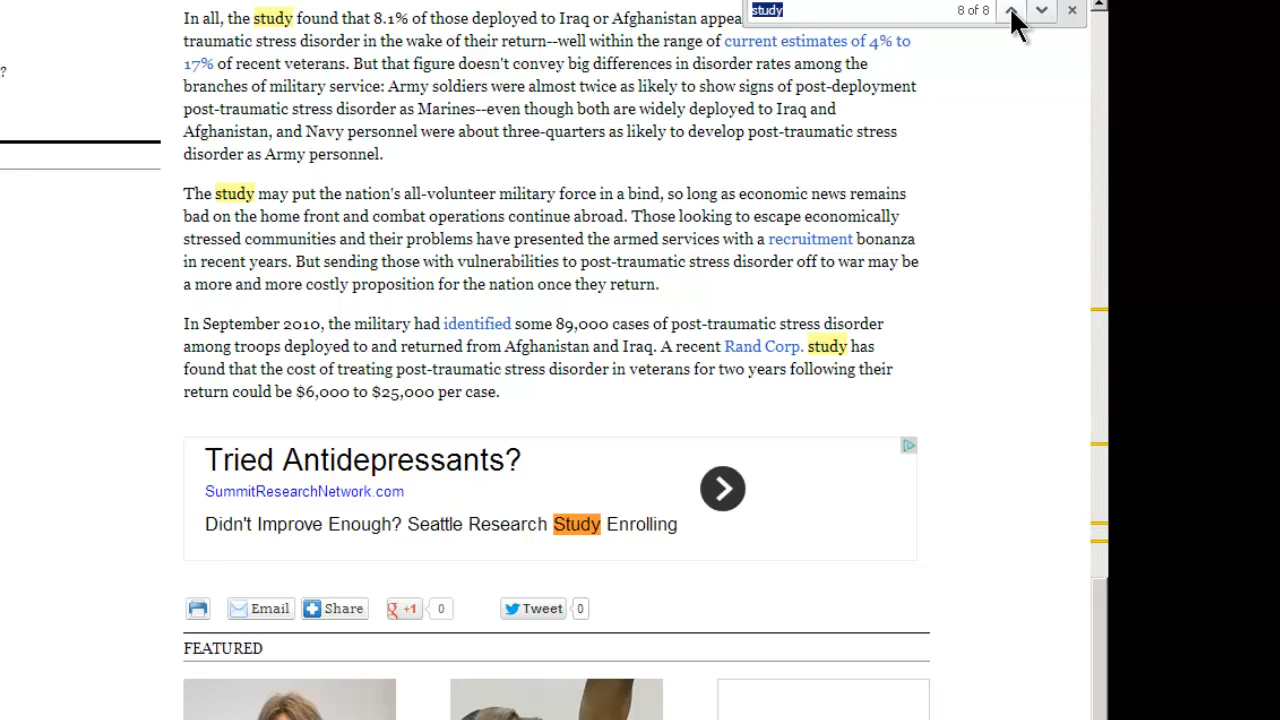 study 8 of 8
In all, the study found that 8.1% of those deployed to Iraq or Afghanistan
traumatic stress disorder in the wake of their return--well within the range of current estimates of 4% to
?
17% of recent veterans. But that figure doesn't convey big differences in disorder rates among the
branches of military service: Army soldiers were almost twice as likely to show signs of post-deployment
post-traumatic stress disorder as Marines--even though both are widely deployed to Iraq and
Afghanistan, and Navy personnel were about three-quarters as likely to develop post-traumatic stress
disorder as Army personnel.
The study may put the nation's all-volunteer military force in a bind, so long as economic news remains
bad on the home front and combat operations continue abroad. Those looking to escape economically
stressed communities and their problems have presented the armed services with a recruitment bonanza
in recent years. But sending those with vulnerabilities to post-traumatic stress disorder off to war may be
a more and more costly proposition for the nation once they return.
In September 2010, the military had identified some 89,000 cases of post-traumatic stress disorder
among troops deployed to and returned from Afghanistan and Iraq. A recent Rand Corp. study has
found that the cost of treating post-traumatic stress disorder in veterans for two years following their
return could be $6,000 to $25,000 per case.
Tried Antidepressants?
SummitResearchNetwork.com
Didn't Improve Enough? Seattle Research Study Enrolling
Email Share +1 0 Tweet 0
FEATURED